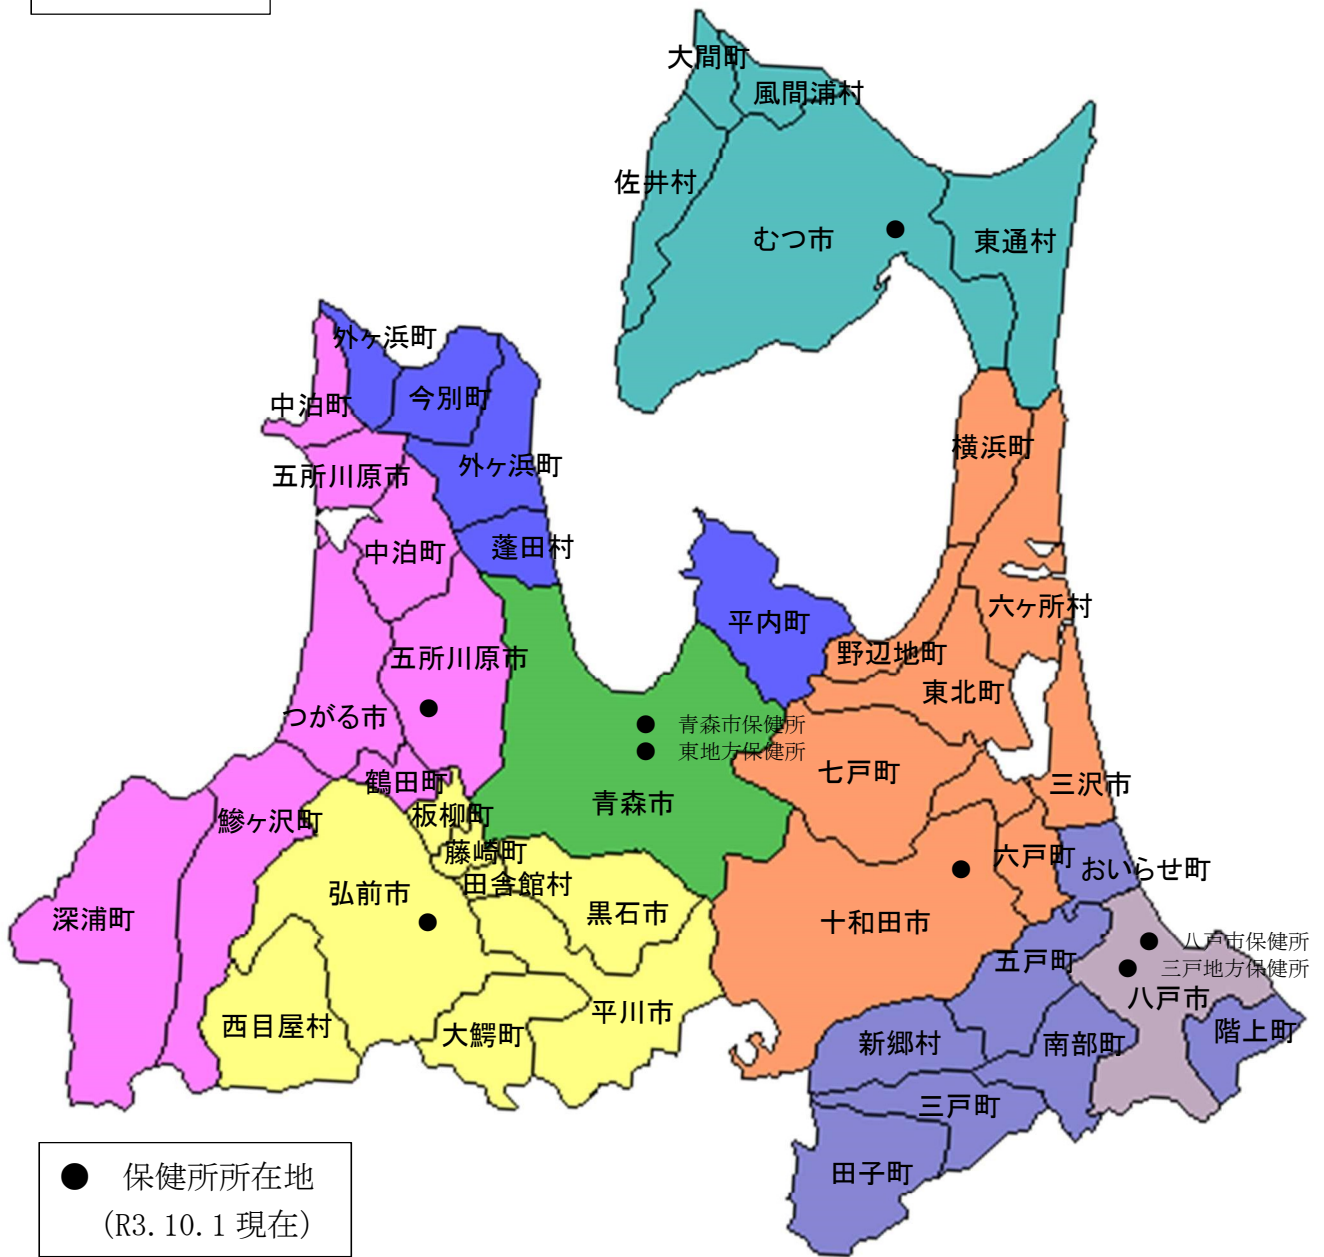 大間町
風間浦村
佐井村
むつ市
東通村
外ヶ浜町
中泊町
今別町
横浜町
五所川原市
外ヶ浜町
中泊町
蓬田村
六ヶ所村
平内町
五所川原市
野辺地町
東北町
つがる市
青森市保健所
東地方保健所
鶴田町
七戸町
三沢市
青森市
鰺ヶ沢町
板柳町
藤崎町
六戸町
おいらせ町
田舎館村
弘前市
黒石市
十和田市
深浦町
八戸市保健所
五戸町
三戸地方保健所
八戸市
平川市
西目屋村
大鰐町
新郷村
南部町
階上町
三戸町
田子町
● 保健所所在地
(R3.10.1 現在)